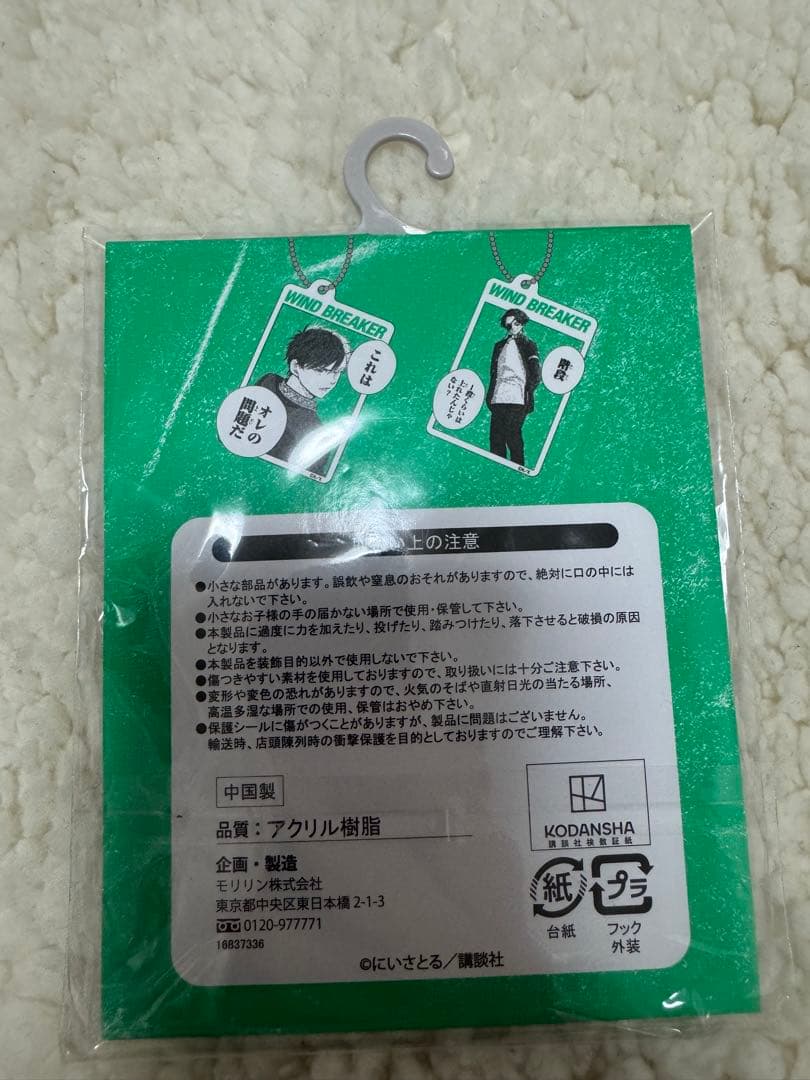 WIND BREAKER
これは
オレの
問題だ
WIND BREAKER
階段
1段くらいは
上れたんじゃ
ない?
い上の注意
●小さな部品があります。誤飲や窒息のおそれがありますので、絶対に口の中には
入れないで下さい。
●小さなお子様の手の届かない場所で使用・保管して下さい。
●本製品に過度に力を加えたり、投げたり、踏みつけたり、落下させると破損の原因
となります。
●本製品を装飾目的以外で使用しないで下さい。
●傷つきやすい素材を使用しておりますので、取り扱いには十分ご注意下さい。
●変形や変色の恐れがありますので、火気のそばや直射日光の当たる場所、
高温多湿な場所での使用、保管はおやめ下さい。
●保護シールに傷がつくことがありますが、製品に問題はございません。
輸送時、店頭陳列時の衝撃保護を目的としておりますのでご理解下さい。
中国製
品質:アクリル樹脂
企画・製造
モリリン株式会社
東京都中央区東日本橋2-1-3
0120-977771
16837336
KODANSHA
講談社検数証紙
紙
台紙
プラ
フック
外装
©にいさとる/講談社